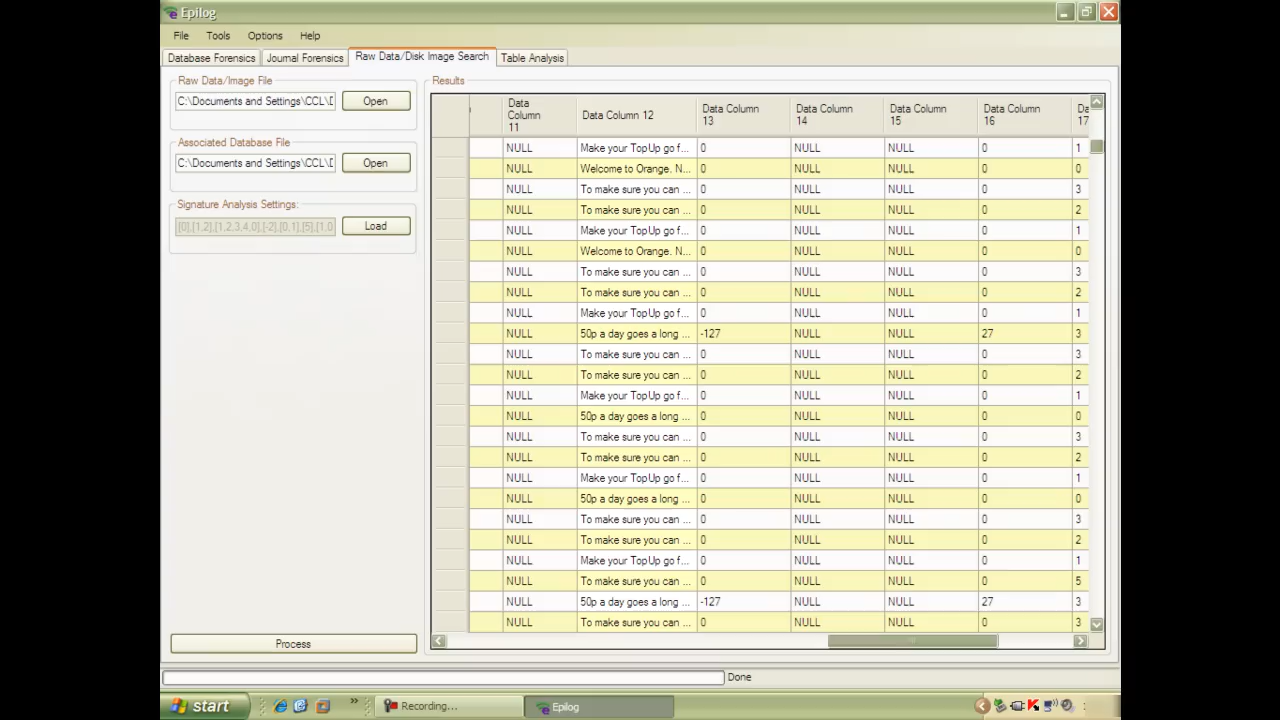 Epilog
File Tools Options Help
Database Forensics Journal Forensics Raw Data/Disk Image Search Table Analysis
Raw Data/Image File
C:\Documents and Settings\CCL\D Open
Associated Database File
C:\Documents and Settings\CCL\D Open
Signature Analysis Settings:
[0],[1,2],[1,2,3,4,0],[-2],[0,1],[5],[1,0 Load
Process
Results
Data Column 11 Data Column 12 Data Column 13 Data Column 14 Data Column 15 Data Column 16 Da 17
NULL Make your TopUp go f... 0 NULL NULL 0 1
NULL Welcome to Orange. N... 0 NULL NULL 0 0
NULL To make sure you can ... 0 NULL NULL 0 3
NULL To make sure you can ... 0 NULL NULL 0 2
NULL Make your TopUp go f... 0 NULL NULL 0 1
NULL Welcome to Orange. N... 0 NULL NULL 0 0
NULL To make sure you can ... 0 NULL NULL 0 3
NULL To make sure you can ... 0 NULL NULL 0 2
NULL Make your TopUp go f... 0 NULL NULL 0 1
NULL 50p a day goes a long ... -127 NULL NULL 27 3
NULL To make sure you can ... 0 NULL NULL 0 3
NULL To make sure you can ... 0 NULL NULL 0 2
NULL Make your TopUp go f... 0 NULL NULL 0 1
NULL 50p a day goes a long ... 0 NULL NULL 0 0
NULL To make sure you can ... 0 NULL NULL 0 3
NULL To make sure you can ... 0 NULL NULL 0 2
NULL Make your TopUp go f... 0 NULL NULL 0 1
NULL 50p a day goes a long ... 0 NULL NULL 0 0
NULL To make sure you can ... 0 NULL NULL 0 3
NULL To make sure you can ... 0 NULL NULL 0 2
NULL Make your TopUp go f... 0 NULL NULL 0 1
NULL To make sure you can ... 0 NULL NULL 0 5
NULL 50p a day goes a long ... -127 NULL NULL 27 3
NULL To make sure you can ... 0 NULL NULL 0 3
Done
start Recording... Epilog